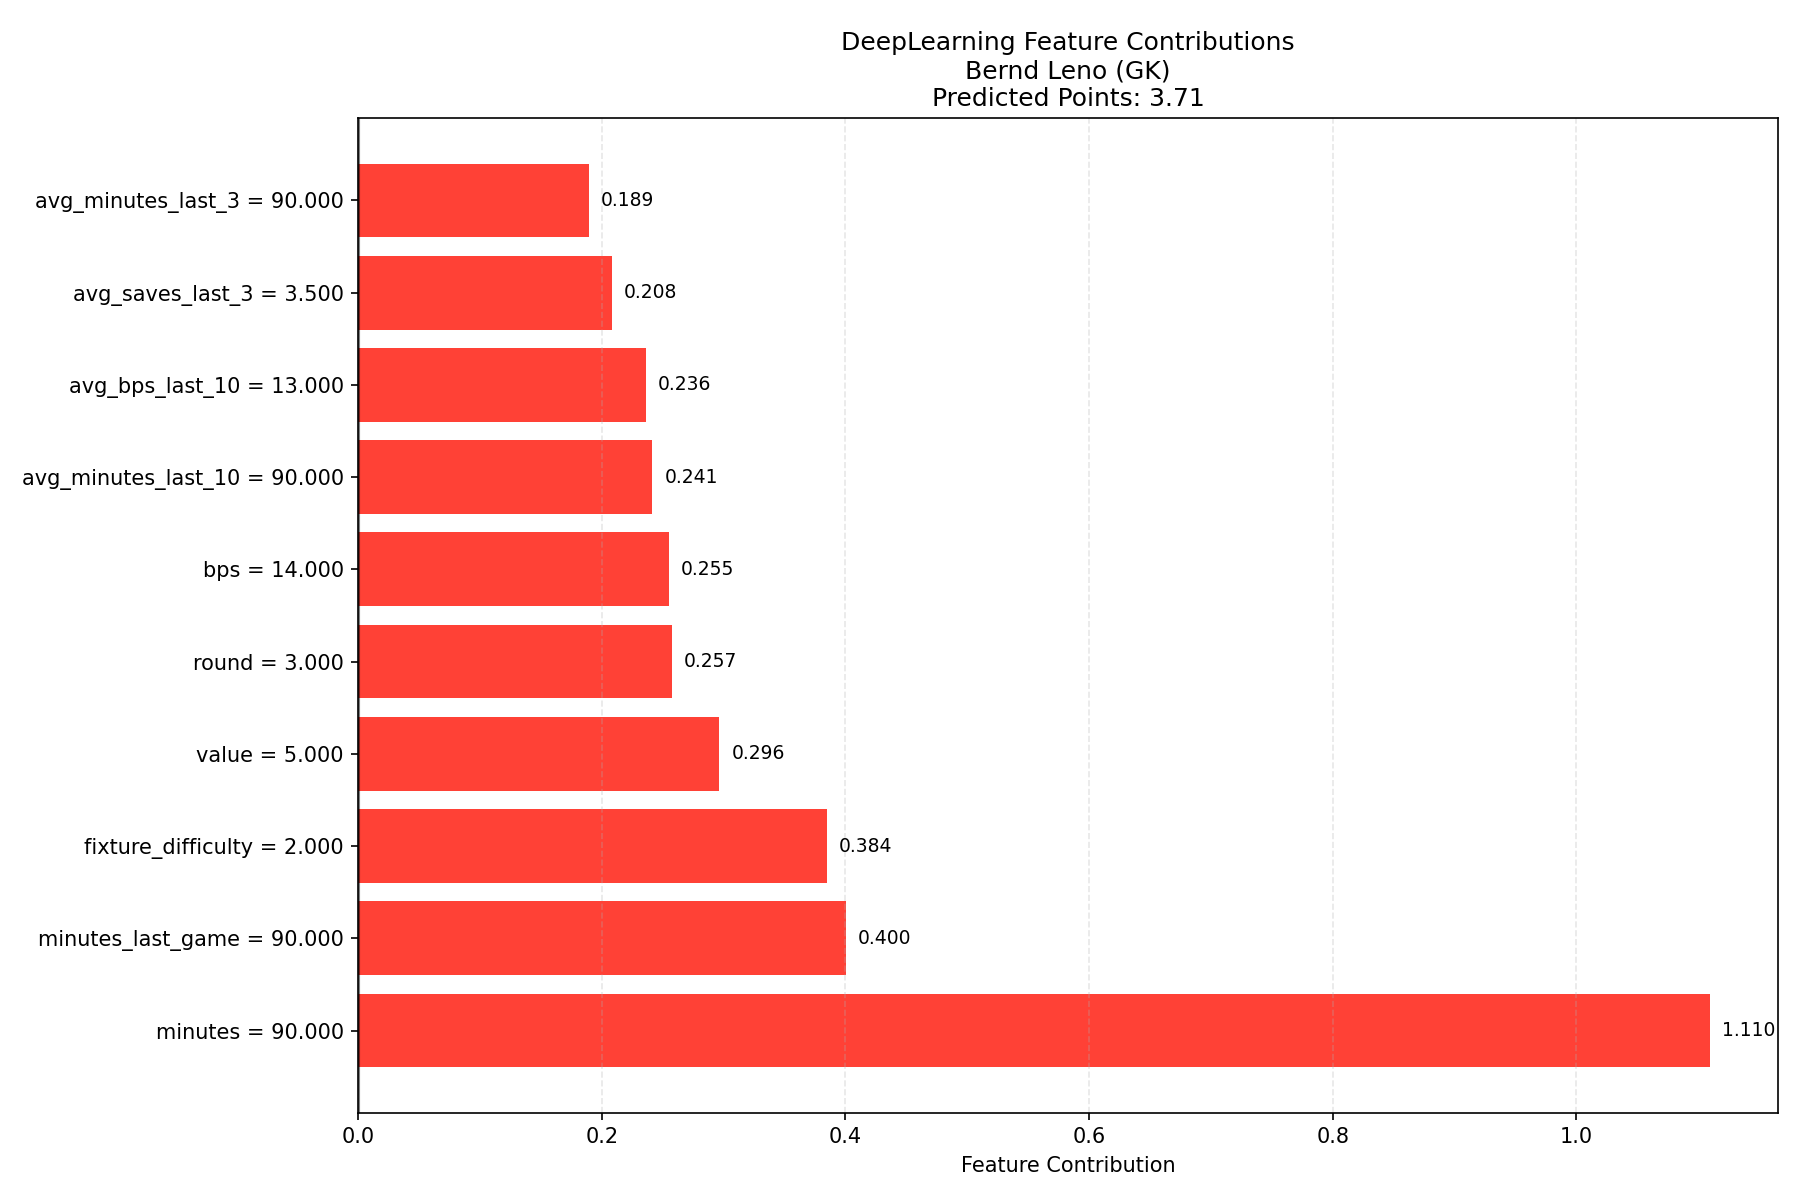 DeepLearning Feature Contributions
Bernd Leno (GK)
Predicted Points: 3.71
avg_minutes_last_3 = 90.000
0.189
avg_saves_last_3 = 3.500
0.208
avg_bps_last_10 = 13.000
0.236
avg_minutes_last_10 = 90.000
0.241
bps = 14.000
0.255
round = 3.000
0.257
value = 5.000
0.296
fixture_difficulty = 2.000
0.384
minutes_last_game = 90.000
0.400
minutes = 90.000
1.110
0.0 0.2 0.4 0.6 0.8 1.0
Feature Contribution